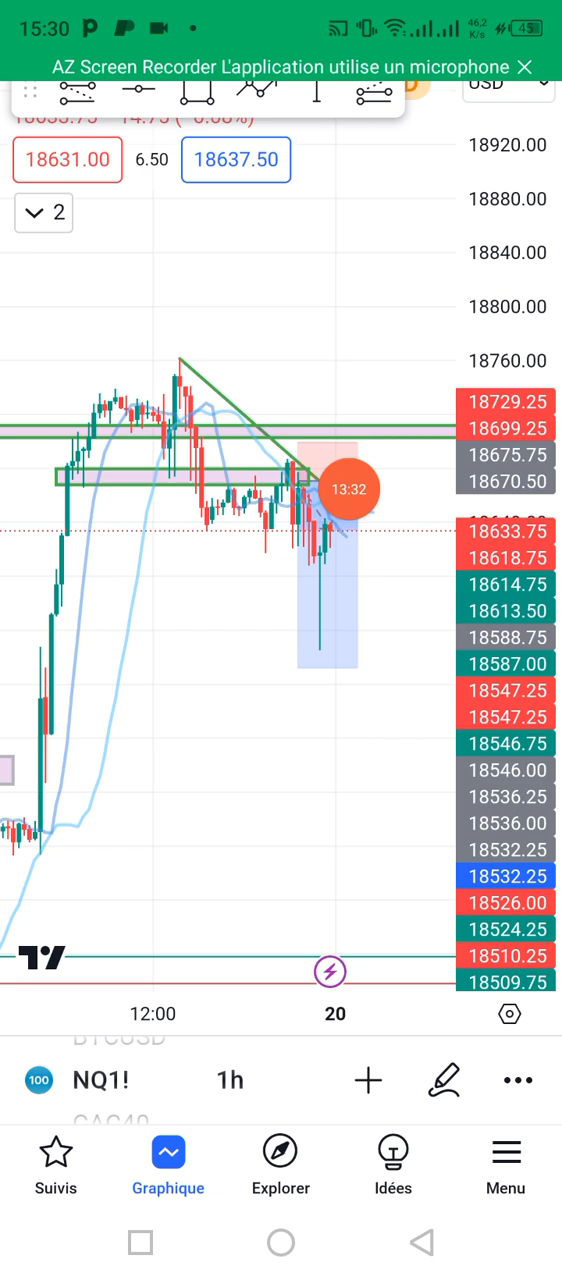 15:30
46,2
K/s
45
AZ Screen Recorder L'application utilise un microphone
D
USD
18631.00
6.50
18637.50
2
18920.00
18880.00
18840.00
18800.00
18760.00
18729.25
18699.25
18675.75
18670.50
13:32
18633.75
18618.75
18614.75
18613.50
18588.75
18587.00
18547.25
18547.25
18546.75
18546.00
18536.25
18536.00
18532.25
18532.25
18526.00
18524.25
18510.25
18509.75
12:00
20
BTCUSD
100
NQ1!
1h
CAC40
Suivis
Graphique
Explorer
Idées
Menu